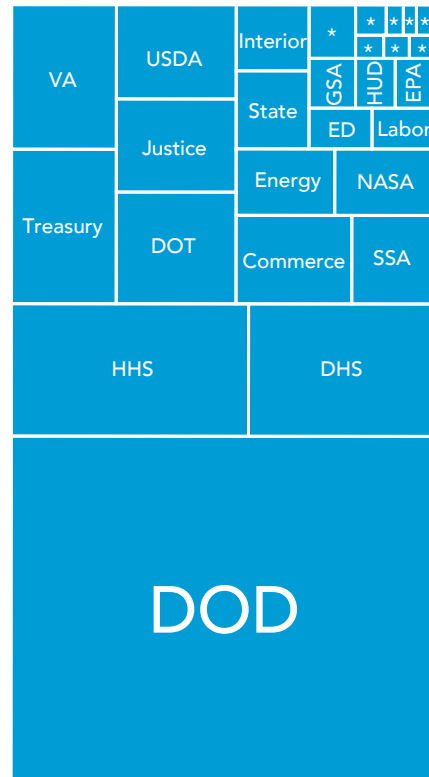 VA
USDA
Interior
*
*
*
*
*
*
*
*
State
GSA
HUD
EPA
Justice
ED
Labor
Treasury
DOT
Energy
NASA
Commerce
SSA
HHS
DHS
DOD